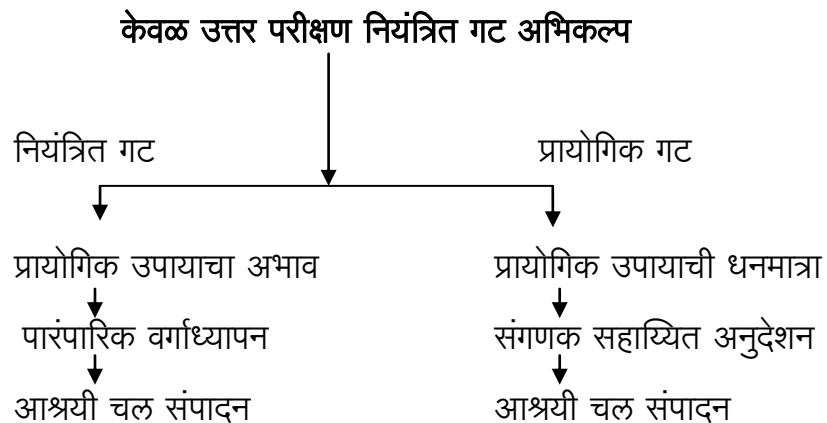 केवळ उत्तर परीक्षण नियंत्रित गट अभिकल्प
नियंत्रित गट प्रायोगिक गट
प्रायोगिक उपायाचा अभाव प्रायोगिक उपायाची धनमात्रा
पारंपारिक वर्गाध्यापन संगणक सहाय्यित अनुदेशन
आश्रयी चल संपादन आश्रयी चल संपादन